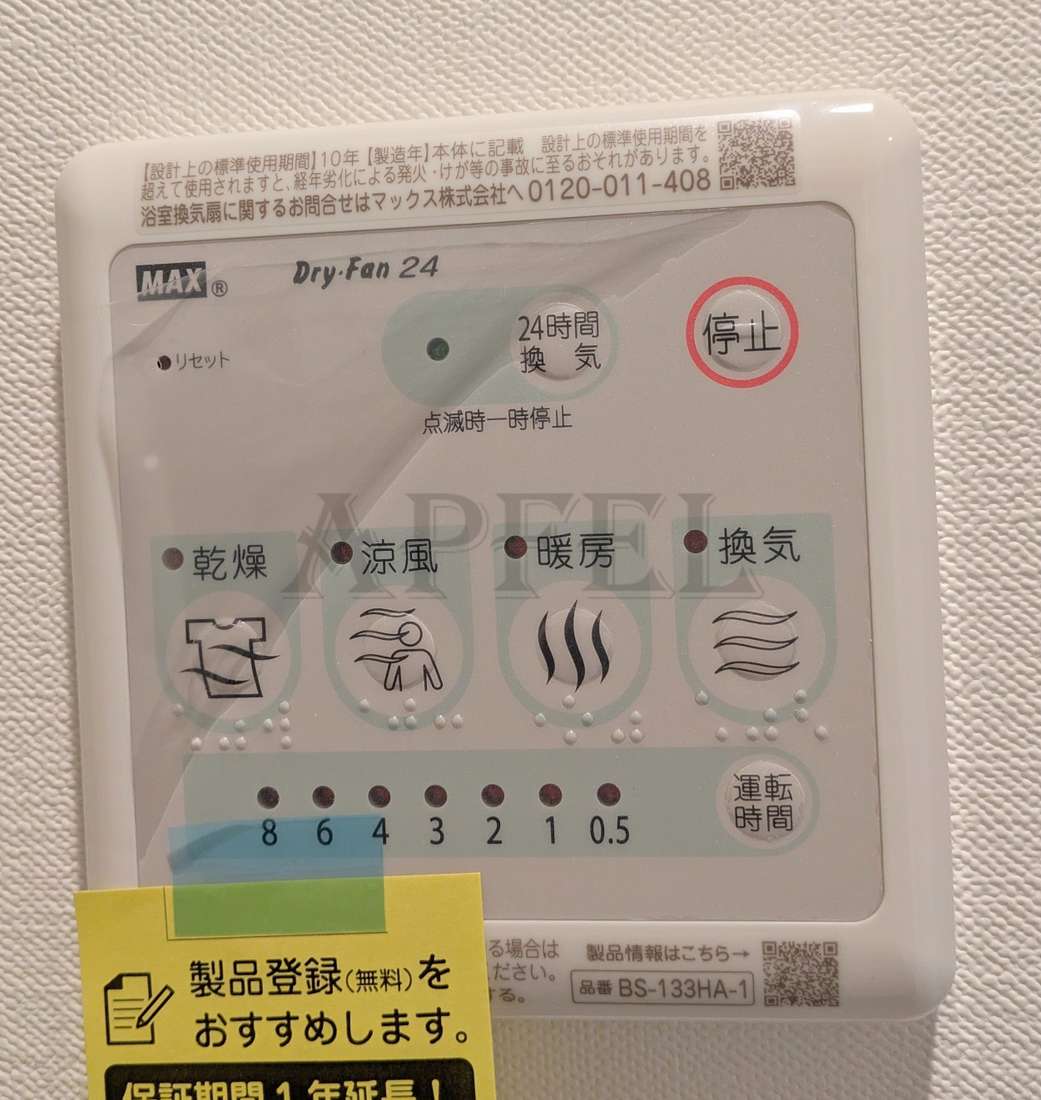 【設計上の標準使用期間】10年 【製造年】本体に記載 設計上の標準使用期間を
超えて使用されますと、経年劣化による発火・けが等の事故に至るおそれがあります。
浴室換気扇に関するお問合せはマックス株式会社へ 0120-011-408
MAX® Dry・Fan 24
リセット
24時間
換 気
停止
点滅時一時停止
APFEL
乾燥 涼風 暖房 換気
8 6 4 3 2 1 0.5
運転
時間
る場合は
ださい。
する。
製品情報はこちら→
品番 BS-133HA-1
製品登録(無料)を
おすすめします。
保証期間1年延長!